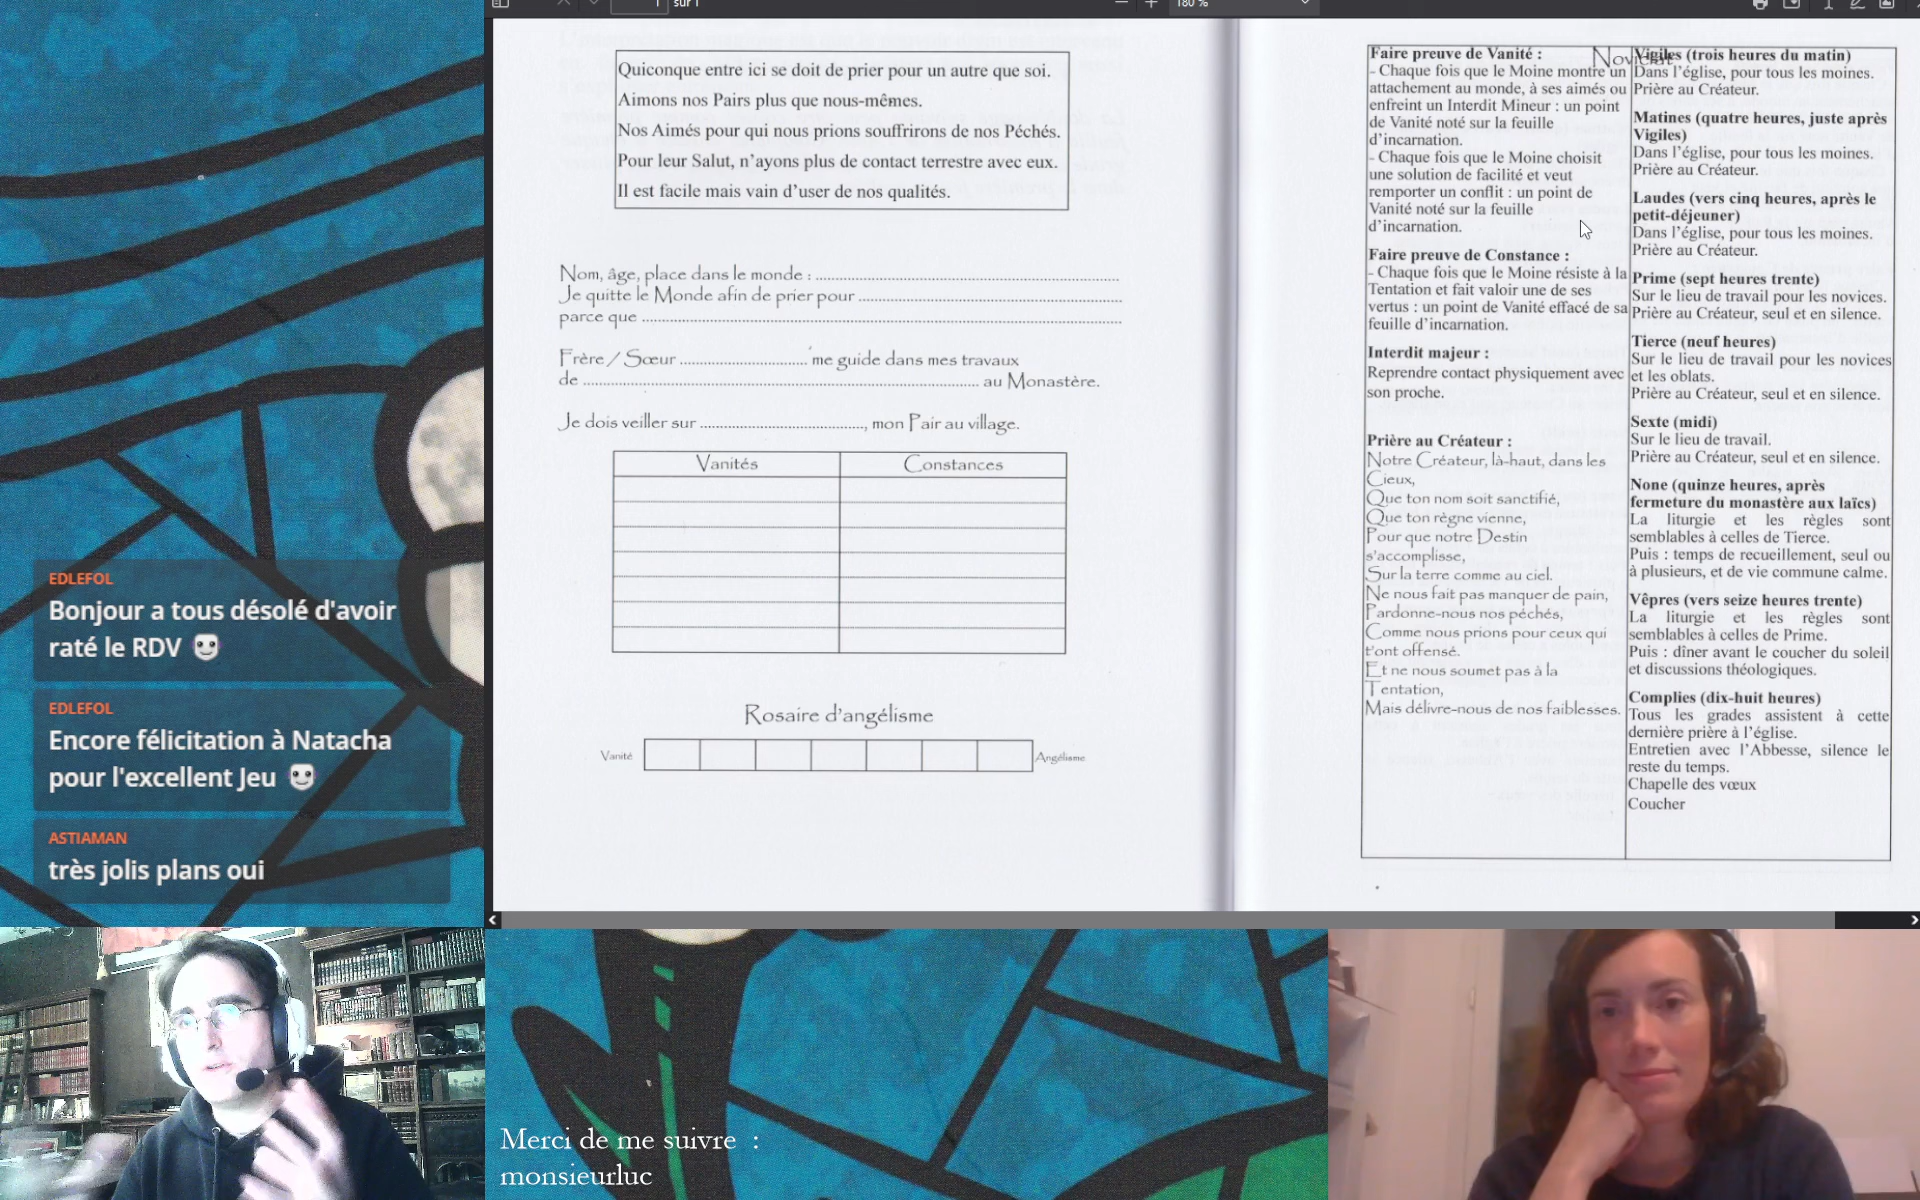 1 sur 1
180 %
Quiconque entre ici se doit de prier pour un autre que soi.
Aimons nos Pairs plus que nous-mêmes.
Nos Aimés pour qui nous prions souffrirons de nos Péchés.
Pour leur Salut, n'ayons plus de contact terrestre avec eux.
Il est facile mais vain d'user de nos qualités.
Nom, âge, place dans le monde :
Je quitte le Monde afin de prier pour
parce que
Frère / Sœur me guide dans mes travaux
de au Monastère.
Je dois veiller sur , mon Pair au village.
Vanités Constances
Rosaire d'angélisme
Vanité Angélisme
Faire preuve de Vanité :
- Chaque fois que le Moine montre un
attachement au monde, à ses aimés ou
enfreint un Interdit Mineur : un point
de Vanité noté sur la feuille
d'incarnation.
- Chaque fois que le Moine choisit
une solution de facilité et veut
remporter un conflit : un point de
Vanité noté sur la feuille
d'incarnation.
Faire preuve de Constance :
- Chaque fois que le Moine résiste à la
Tentation et fait valoir une de ses
vertus : un point de Vanité effacé de sa
feuille d'incarnation.
Interdit majeur :
Reprendre contact physiquement avec
son proche.
Prière au Créateur :
Notre Créateur, là-haut, dans les
Cieux,
Que ton nom soit sanctifié,
Que ton règne vienne,
Pour que notre Destin
s'accomplisse,
Sur la terre comme au ciel.
Ne nous fait pas manquer de pain,
Pardonne-nous nos péchés,
Comme nous prions pour ceux qui
t'ont offensé.
Et ne nous soumet pas à la
Tentation,
Mais délivre-nous de nos faiblesses.
Vigiles (trois heures du matin)
Dans l'église, pour tous les moines.
Prière au Créateur.
Matines (quatre heures, juste après
Vigiles)
Dans l'église, pour tous les moines.
Prière au Créateur.
Laudes (vers cinq heures, après le
petit-déjeuner)
Dans l'église, pour tous les moines.
Prière au Créateur.
Prime (sept heures trente)
Sur le lieu de travail pour les novices.
Prière au Créateur, seul et en silence.
Tierce (neuf heures)
Sur le lieu de travail pour les novices
et les oblats.
Prière au Créateur, seul et en silence.
Sexte (midi)
Sur le lieu de travail.
Prière au Créateur, seul et en silence.
None (quinze heures, après
fermeture du monastère aux laïcs)
La liturgie et les règles sont
semblables à celles de Tierce.
Puis : temps de recueillement, seul ou
à plusieurs, et de vie commune calme.
Vêpres (vers seize heures trente)
La liturgie et les règles sont
semblables à celles de Prime.
Puis : dîner avant le coucher du soleil
et discussions théologiques.
Complies (dix-huit heures)
Tous les grades assistent à cette
dernière prière à l'église.
Entretien avec l'Abbesse, silence le
reste du temps.
Chapelle des vœux
Coucher
EDLEFOL
Bonjour a tous désolé d'avoir
raté le RDV
EDLEFOL
Encore félicitation à Natacha
pour l'excellent Jeu
ASTIAMAN
très jolis plans oui
Merci de me suivre :
monsieurluc